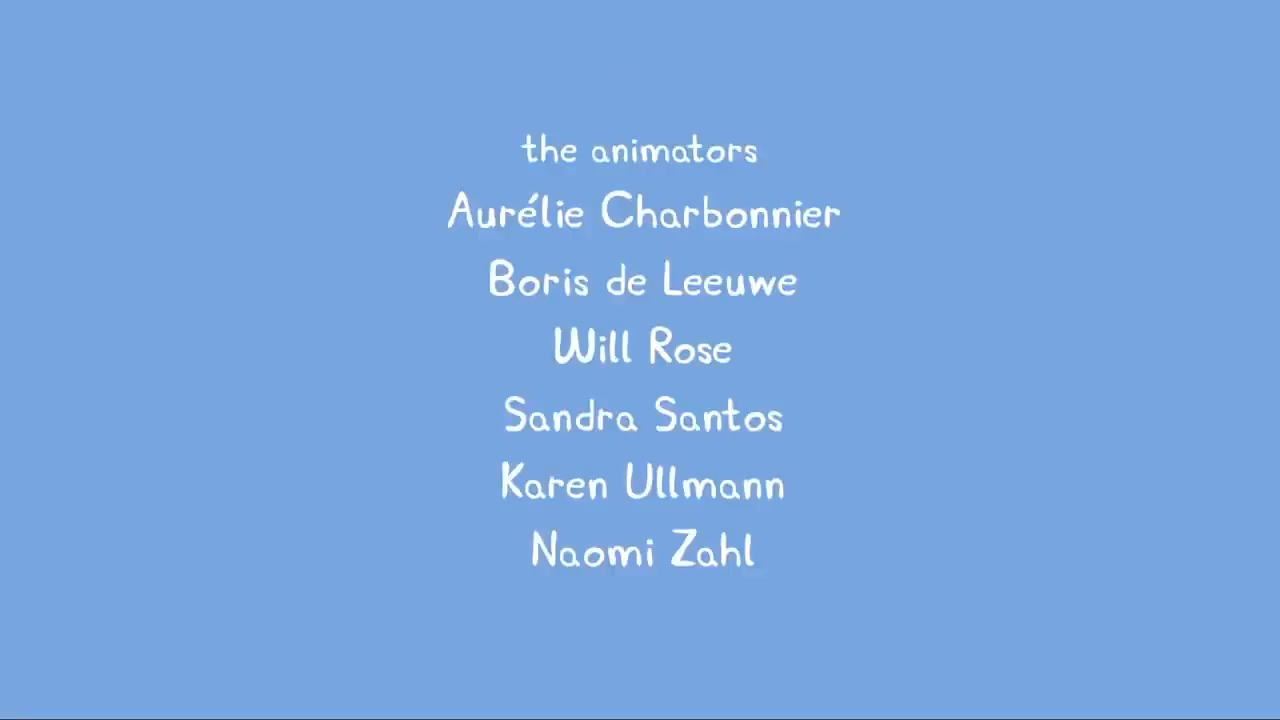 the animators
Aurélie Charbonnier
Boris de Leeuwe
Will Rose
Sandra Santos
Karen Ullmann
Naomi Zahl